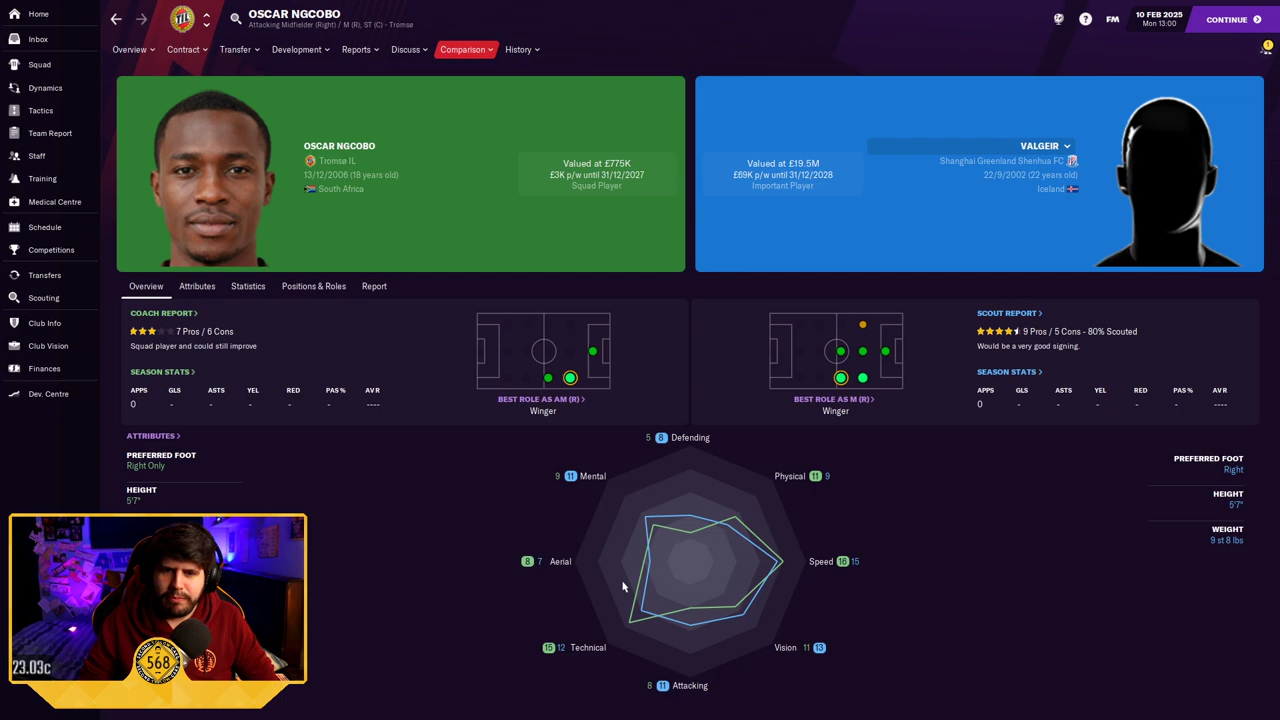 Home
Inbox
Squad
Dynamics
Tactics
Team Report
Staff
Training
Medical Centre
Schedule
Competitions
Transfers
Scouting
Club Info
Club Vision
Finances
Dev. Centre
TIL
OSCAR NGCOBO
Attacking Midfielder (Right) / M (R), ST (C) - Tromsø
FM
10 FEB 2025
Mon 13:00
CONTINUE
Overview Contract Transfer Development Reports Discuss Comparison History
1
OSCAR NGCOBO
Tromsø IL
13/12/2006 (18 years old)
South Africa
Valued at £775K
£3K p/w until 31/12/2027
Squad Player
Valued at £19.5M
£69K p/w until 31/12/2028
Important Player
VALGEIR
Shanghai Greenland Shenhua FC
22/9/2002 (22 years old)
Iceland
Overview Attributes Statistics Positions & Roles Report
COACH REPORT
7 Pros / 6 Cons
Squad player and could still improve
SEASON STATS
APPS GLS ASTS YEL RED PAS % AVR
0 - - - - - ----
BEST ROLE AS AM (R)
Winger
BEST ROLE AS M (R)
Winger
SCOUT REPORT
9 Pros / 5 Cons - 80% Scouted
Would be a very good signing.
SEASON STATS
APPS GLS ASTS YEL RED PAS % AVR
0 - - - - - ----
ATTRIBUTES
PREFERRED FOOT
Right Only
HEIGHT
5'7"
5 8 Defending
9 11 Mental
Physical 11 9
8 7 Aerial
Speed 16 15
15 12 Technical
Vision 11 13
8 11 Attacking
PREFERRED FOOT
Right
HEIGHT
5'7"
WEIGHT
9 st 8 lbs
23.03c
568